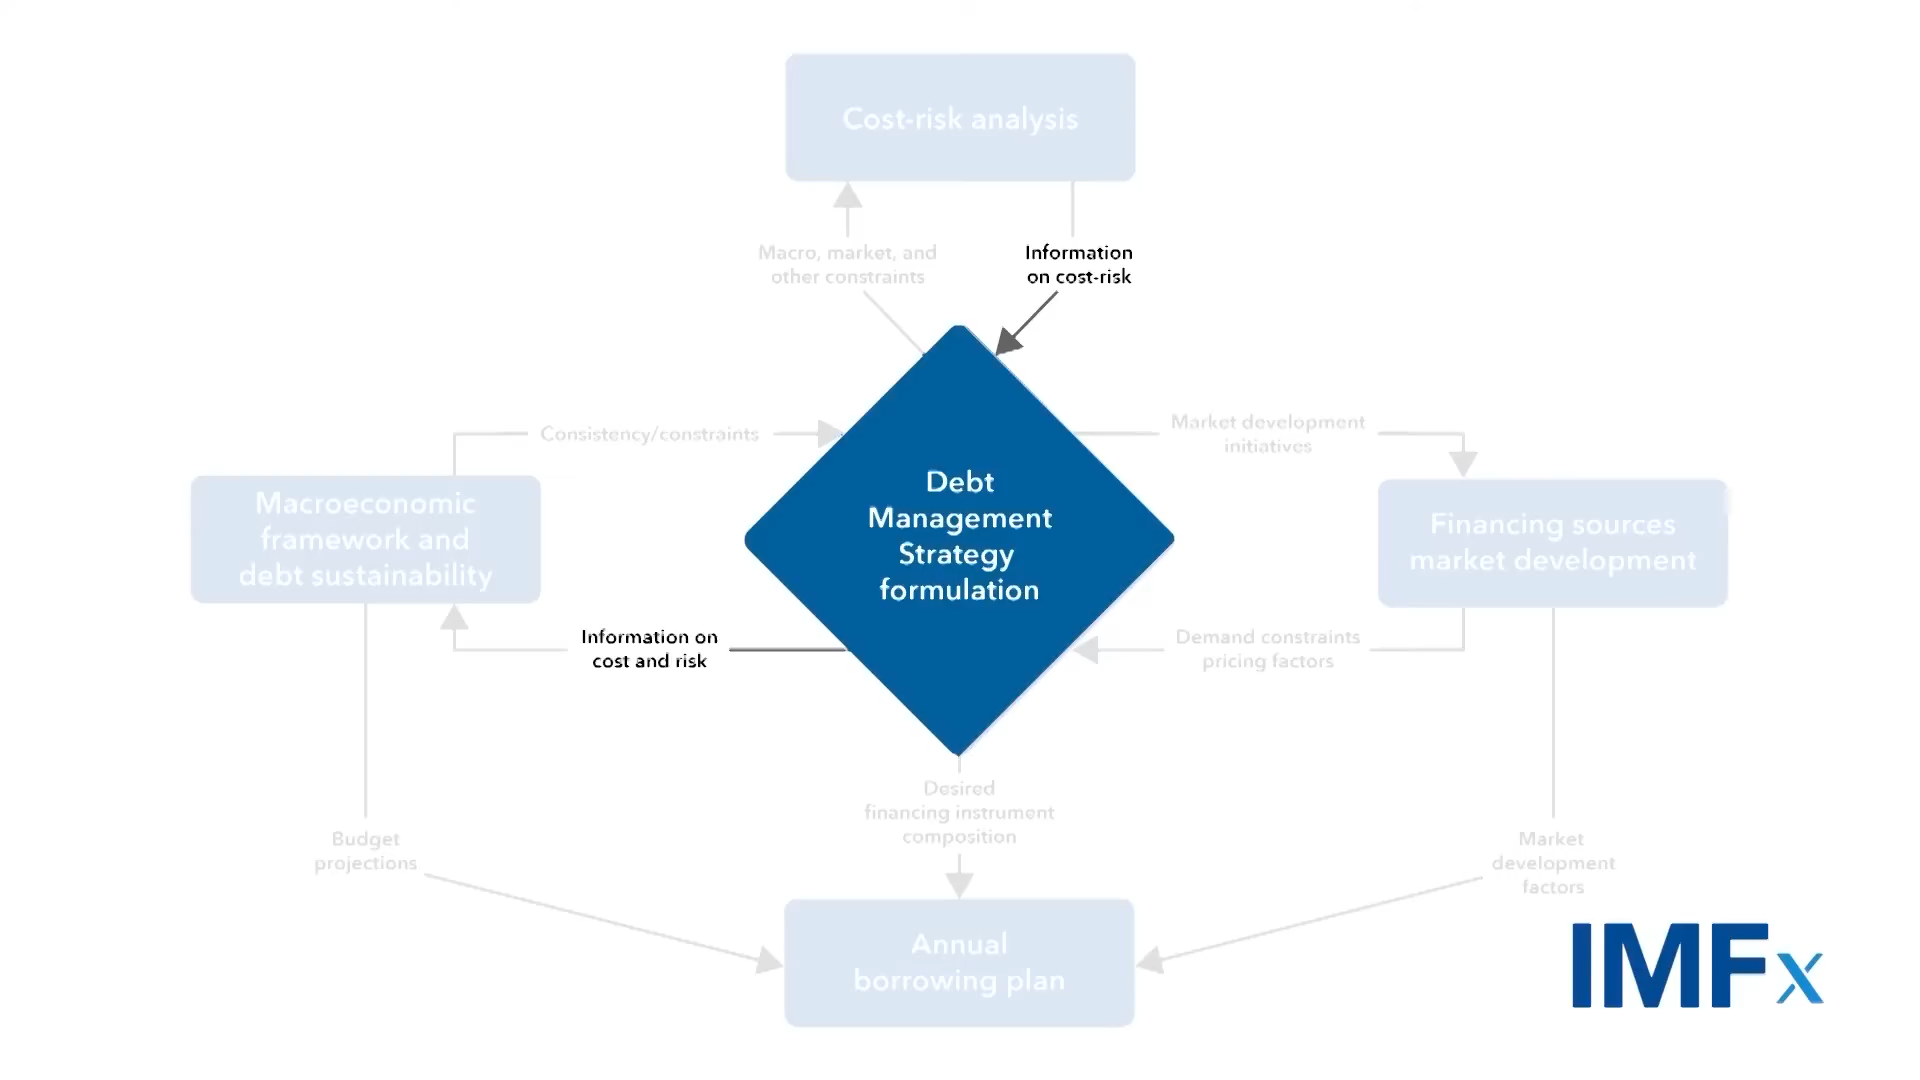 Cost-risk analysis
Macro, market, and
other constraints
Information
on cost-risk
Consistency/constraints
Market development
initiatives
Macroeconomic
framework and
debt sustainability
Debt
Management
Strategy
formulation
Financing sources
market development
Information on
cost and risk
Demand constraints
pricing factors
Desired
financing instrument
composition
Budget
projections
Market
development
factors
Annual
borrowing plan
IMFx